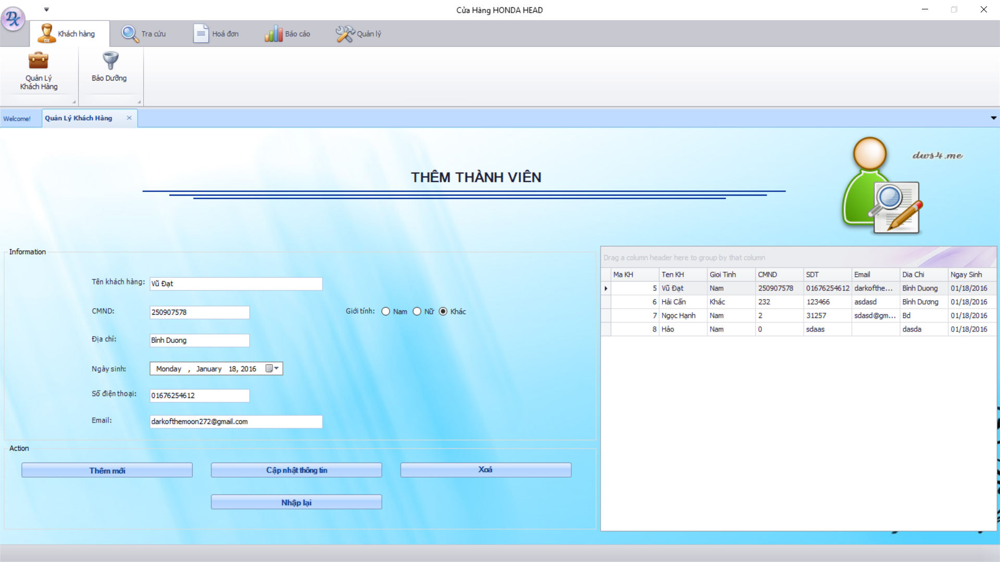 Cửa Hàng HONDA HEAD
Khách hàng
Tra cứu
Hoá đơn
Báo cáo
Quản lý
Quản Lý
Khách Hàng
Bảo Dưỡng
Welcome!
Quản Lý Khách Hàng
THÊM THÀNH VIÊN
dws4.me
Information
Tên khách hàng: Vũ Đạt
CMND: 250907578
Giới tính: Nam Nữ Khác
Địa chỉ: Bình Duong
Ngày sinh: Monday , January 18, 2016
Số điện thoại: 01676254612
Email: darkofthemoon272@gmail.com
Action
Thêm mới
Cập nhật thông tin
Xoá
Nhập lại
Drag a column header here to group by that column
Ma KH Ten KH Gioi Tinh CMND SDT Email Dia Chi Ngay Sinh
5 Vũ Đạt Nam 250907578 01676254612 darkofthe... Bình Duong 01/18/2016
6 Hải Cẩn Khác 232 123466 asdasd Bình Dương 01/18/2016
7 Ngọc Hạnh Nam 2 31257 sdasd@gm... Bd 01/18/2016
8 Hảo Nam 0 sdaas dasda 01/18/2016